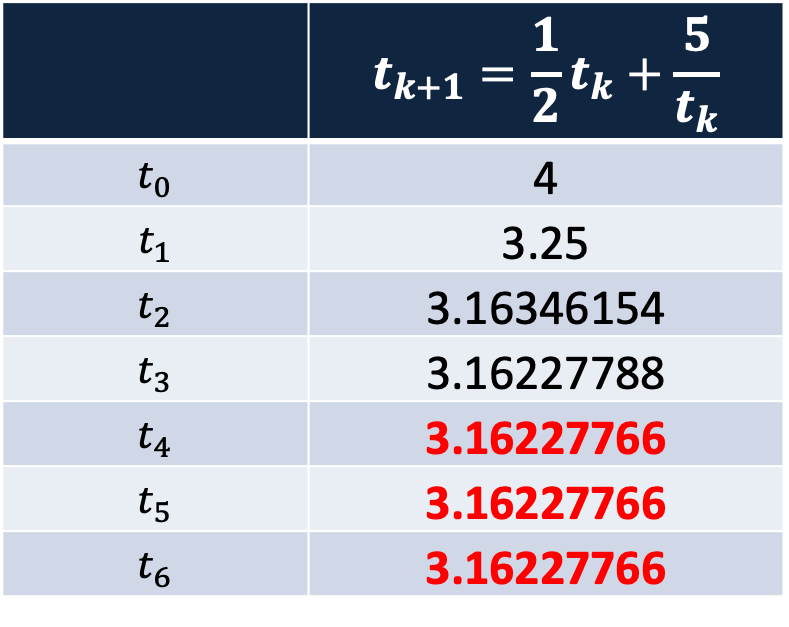 t_{k+1} = \frac{1}{2} t_k + \frac{5}{t_k}
t_0 4
t_1 3.25
t_2 3.16346154
t_3 3.16227788
t_4 3.16227766
t_5 3.16227766
t_6 3.16227766